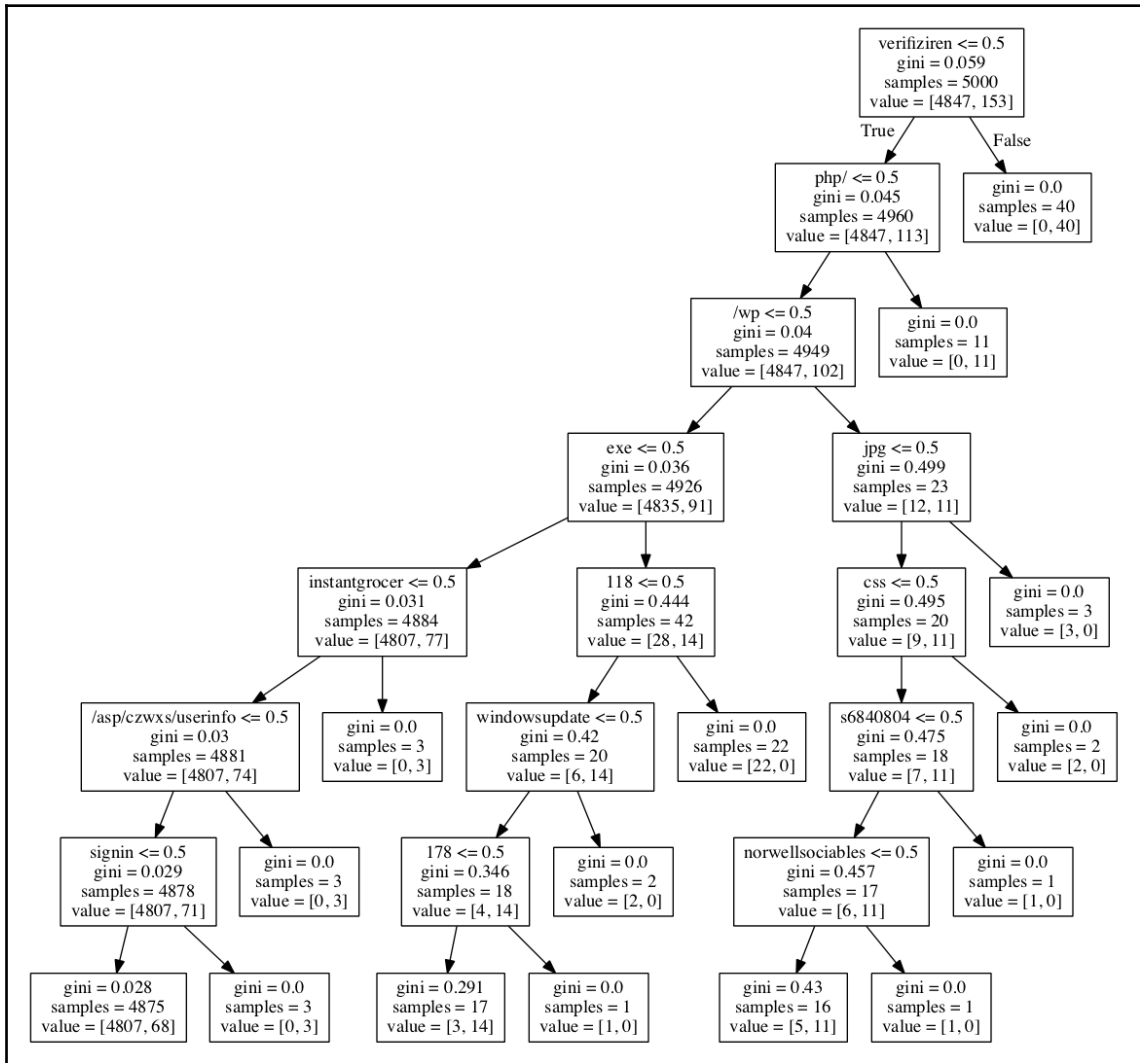 verifiziren <= 0.5
gini = 0.059
samples = 5000
value = [4847, 153]
True
False
php/ <= 0.5
gini = 0.045
samples = 4960
value = [4847, 113]
gini = 0.0
samples = 40
value = [0, 40]
/wp <= 0.5
gini = 0.04
samples = 4949
value = [4847, 102]
gini = 0.0
samples = 11
value = [0, 11]
exe <= 0.5
gini = 0.036
samples = 4926
value = [4835, 91]
jpg <= 0.5
gini = 0.499
samples = 23
value = [12, 11]
instantgrocer <= 0.5
gini = 0.031
samples = 4884
value = [4807, 77]
118 <= 0.5
gini = 0.444
samples = 42
value = [28, 14]
css <= 0.5
gini = 0.495
samples = 20
value = [9, 11]
gini = 0.0
samples = 3
value = [3, 0]
/asp/czwxs/userinfo <= 0.5
gini = 0.03
samples = 4881
value = [4807, 74]
gini = 0.0
samples = 3
value = [0, 3]
windowsupdate <= 0.5
gini = 0.42
samples = 20
value = [6, 14]
gini = 0.0
samples = 22
value = [22, 0]
s6840804 <= 0.5
gini = 0.475
samples = 18
value = [7, 11]
gini = 0.0
samples = 2
value = [2, 0]
signin <= 0.5
gini = 0.029
samples = 4878
value = [4807, 71]
gini = 0.0
samples = 3
value = [0, 3]
178 <= 0.5
gini = 0.346
samples = 18
value = [4, 14]
gini = 0.0
samples = 2
value = [2, 0]
norwellsociables <= 0.5
gini = 0.457
samples = 17
value = [6, 11]
gini = 0.0
samples = 1
value = [1, 0]
gini = 0.028
samples = 4875
value = [4807, 68]
gini = 0.0
samples = 3
value = [0, 3]
gini = 0.291
samples = 17
value = [3, 14]
gini = 0.0
samples = 1
value = [1, 0]
gini = 0.43
samples = 16
value = [5, 11]
gini = 0.0
samples = 1
value = [1, 0]